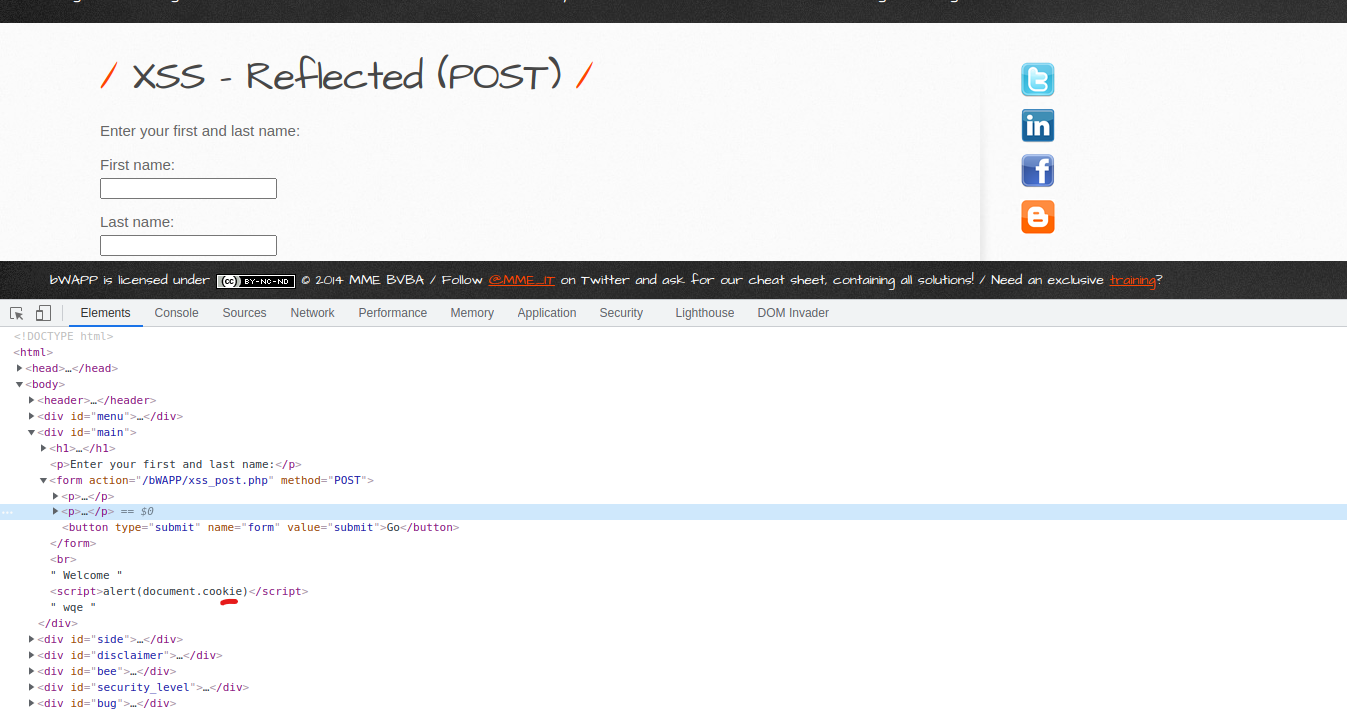 / XSS - Reflected (POST) /
Enter your first and last name:
First name:
Last name:
bWAPP is licensed under cc BY-NC-ND © 2014 MME BVBA / Follow @MME_IT on Twitter and ask for our cheat sheet, containing all solutions! / Need an exclusive training?
Elements Console Sources Network Performance Memory Application Security Lighthouse DOM Invader
<!DOCTYPE html>
<html>
<head>…</head>
<body>
<header>…</header>
<div id="menu">…</div>
<div id="main">
<h1>…</h1>
<p>Enter your first and last name:</p>
<form action="/bWAPP/xss_post.php" method="POST">
<p>…</p>
<p>…</p> == $0
<button type="submit" name="form" value="submit">Go</button>
</form>
<br>
" Welcome "
<script>alert(document.cookie)</script>
" wqe "
</div>
<div id="side">…</div>
<div id="disclaimer">…</div>
<div id="bee">…</div>
<div id="security_level">…</div>
<div id="bug">…</div>